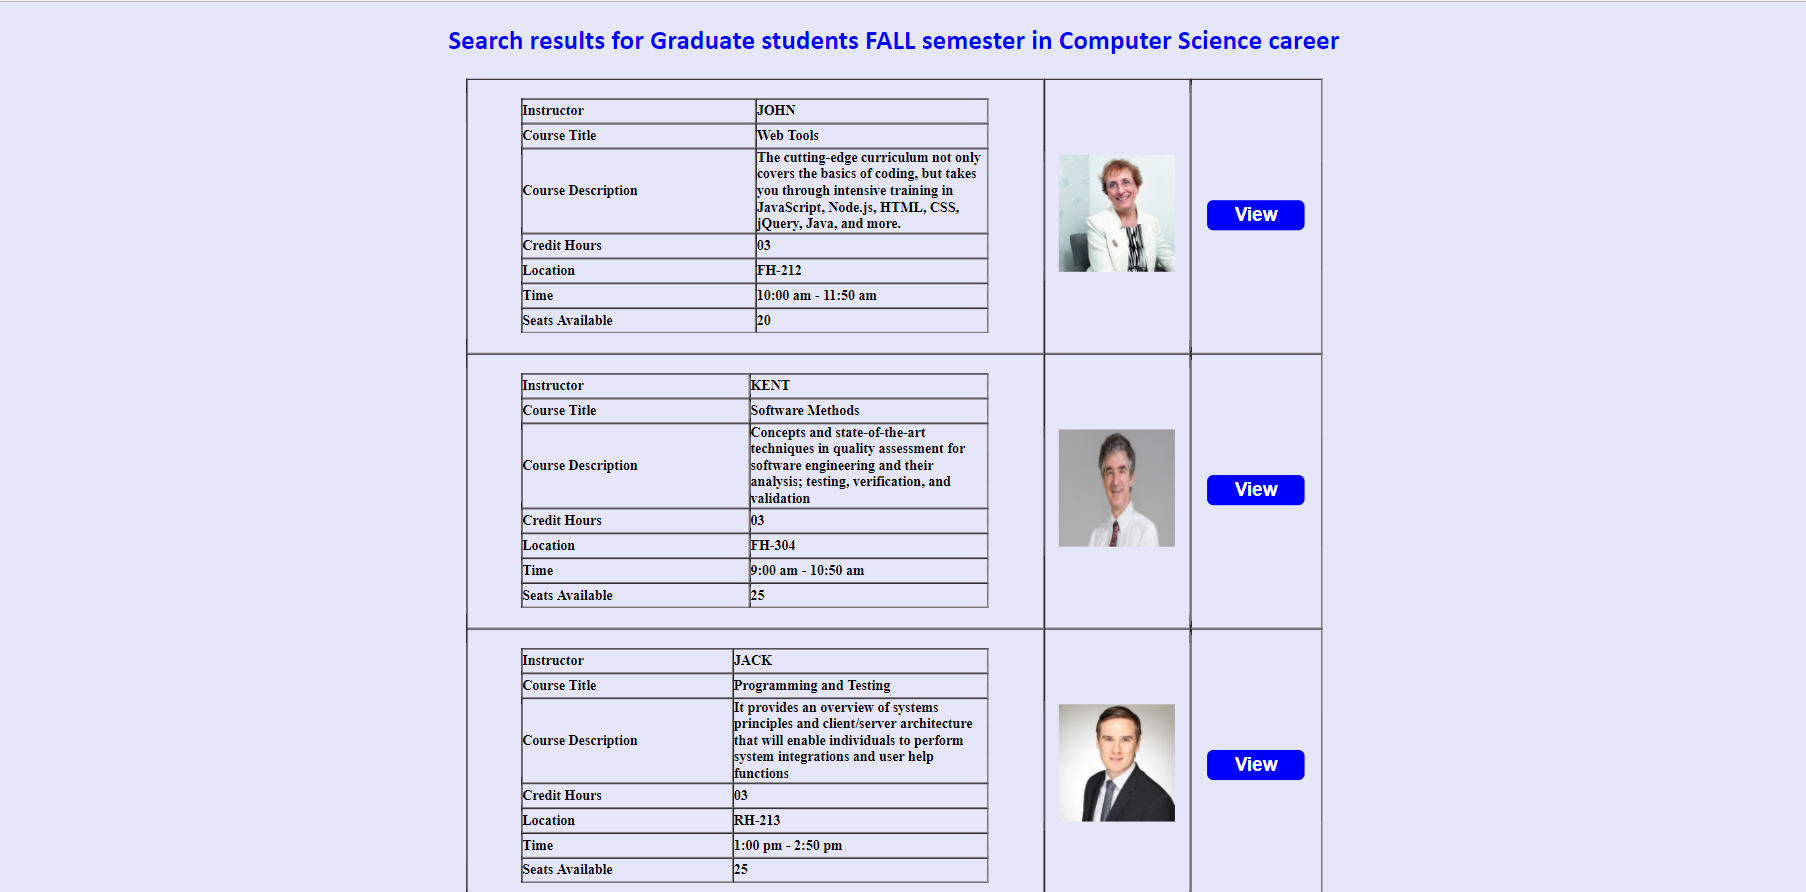 Search results for Graduate students FALL semester in Computer Science career
Instructor JOHN
Course Title Web Tools
Course Description
The cutting-edge curriculum not only
covers the basics of coding, but takes
you through intensive training in
JavaScript, Node.js, HTML, CSS,
jQuery, Java, and more.
Credit Hours 03
Location FH-212
Time 10:00 am - 11:50 am
Seats Available 20
View
Instructor KENT
Course Title Software Methods
Course Description
Concepts and state-of-the-art
techniques in quality assessment for
software engineering and their
analysis; testing, verification, and
validation
Credit Hours 03
Location FH-304
Time 9:00 am - 10:50 am
Seats Available 25
View
Instructor JACK
Course Title Programming and Testing
Course Description
It provides an overview of systems
principles and client/server architecture
that will enable individuals to perform
system integrations and user help
functions
Credit Hours 03
Location RH-213
Time 1:00 pm - 2:50 pm
Seats Available 25
View